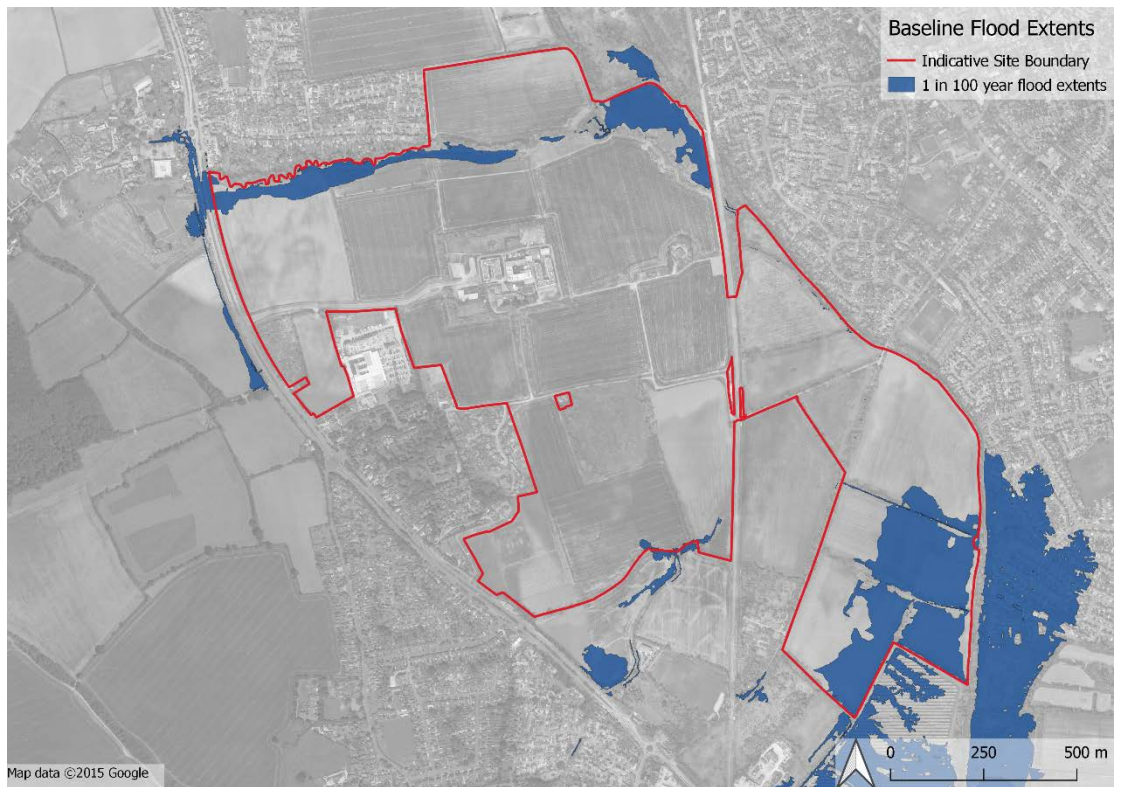 Baseline Flood Extents
Indicative Site Boundary
1 in 100 year flood extents
0 250 500 m
Map data ©2015 Google